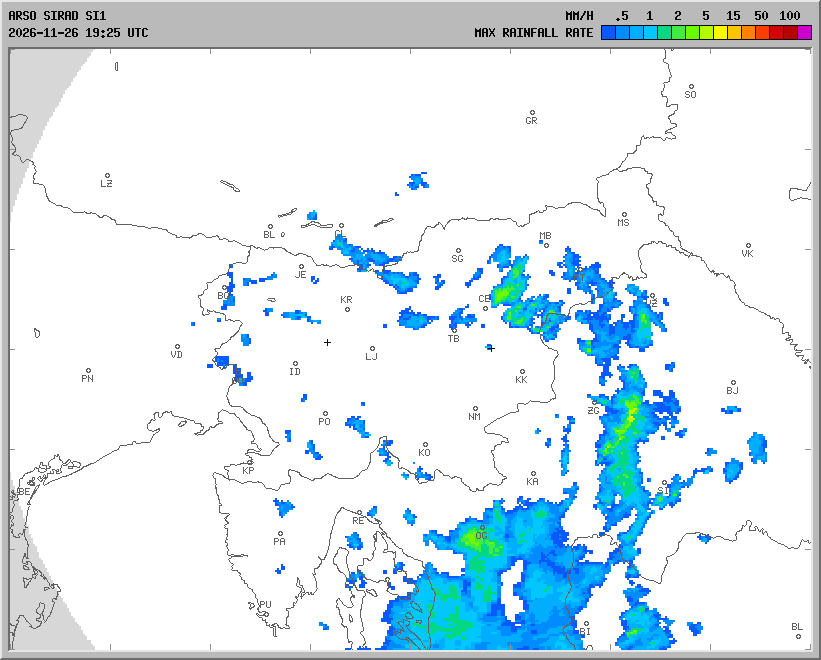 ARSO SIRAD SI1
2026-11-26 19:25 UTC
MM/H .5 1 2 5 15 50 100
MAX RAINFALL RATE
SO
GR
LZ
MS
BL
GL
MB
VK
SG
JE
BO
KR
CE
TB
VD
LJ
ID
PN
KK
BJ
NM
ZG
PO
KO
KP
KA
BE
SI
RE
PA
OG
PU
BI
BL